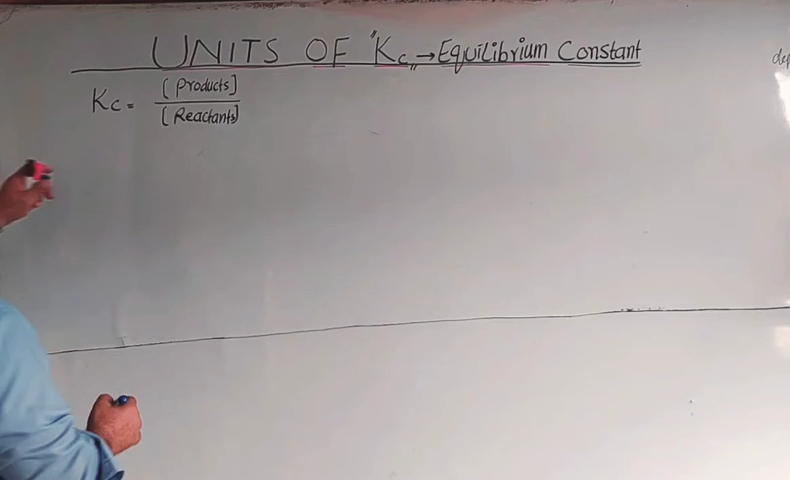 UNITS OF "Kc" → Equilibrium Constant
Kc = [Products]
[Reactants]